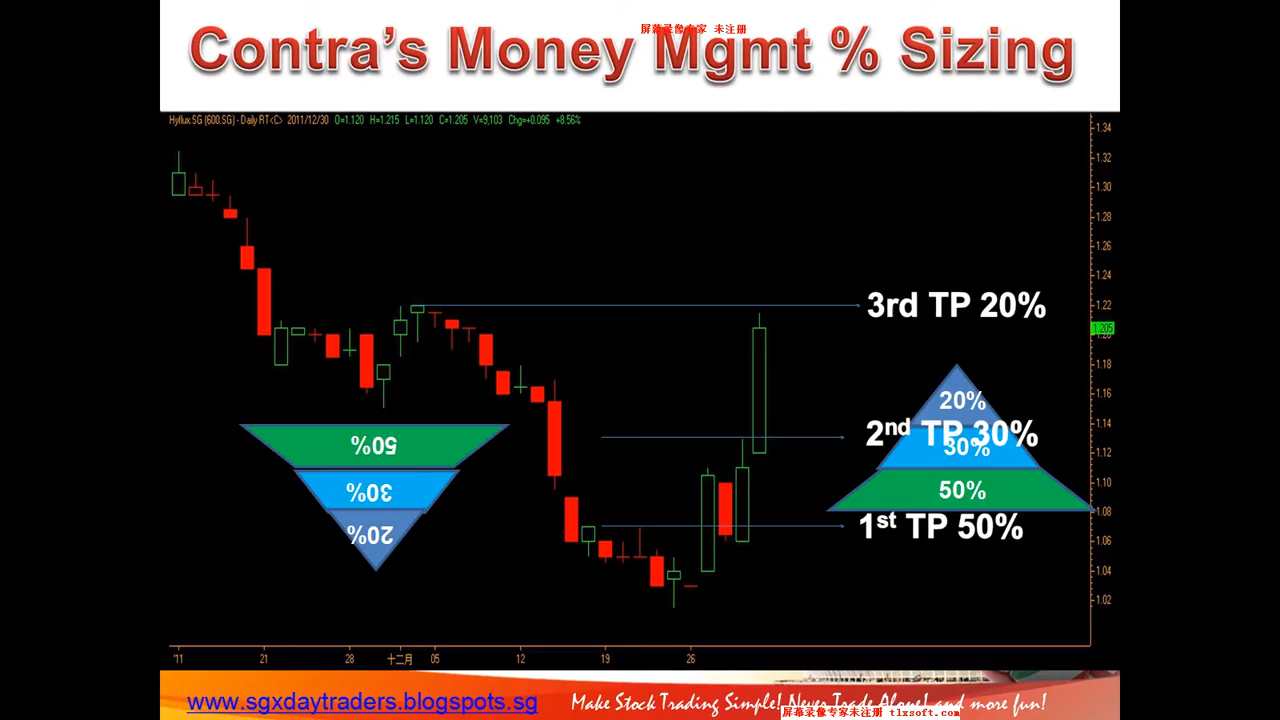 屏幕录像专家 未注册
Contra's Money Mgmt % Sizing
Hyflux.SG (600.SG) - Daily RT<C> 2011/12/30 O=1.120 H=1.215 L=1.120 C=1.205 V=9,103 Chg=+0.095 +8.56%
1.34
1.32
1.30
1.28
1.26
1.24
3rd TP 20%
1.22
1.205
1.20
1.18
1.16
20%
1.14
2nd TP 30%
30%
50%
1.12
30%
1.10
50%
1.08
1st TP 50%
20%
1.06
1.04
1.02
'11 21 28 十二月 05 12 19 26
www.sgxdaytraders.blogspots.sg
Make Stock Trading Simple! Never Trade Alone! and more fun!
屏幕录像专家未注册 tlxsoft.com